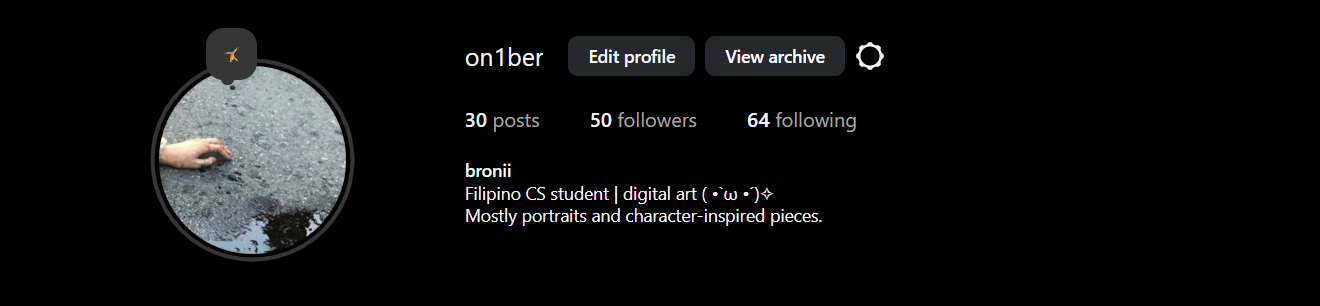 on1ber Edit profile View archive
30 posts 50 followers 64 following
bronii
Filipino CS student | digital art ( •̀ω •́ )✧
Mostly portraits and character-inspired pieces.